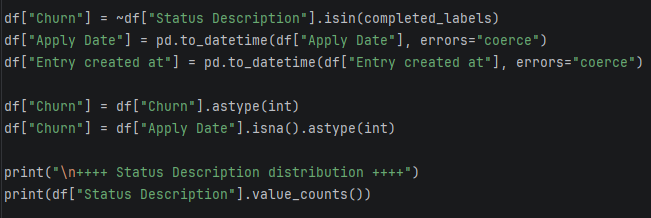 df["Churn"] = ~df["Status Description"].isin(completed_labels)
df["Apply Date"] = pd.to_datetime(df["Apply Date"], errors="coerce")
df["Entry created at"] = pd.to_datetime(df["Entry created at"], errors="coerce")
df["Churn"] = df["Churn"].astype(int)
df["Churn"] = df["Apply Date"].isna().astype(int)
print("\n++++ Status Description distribution ++++")
print(df["Status Description"].value_counts())